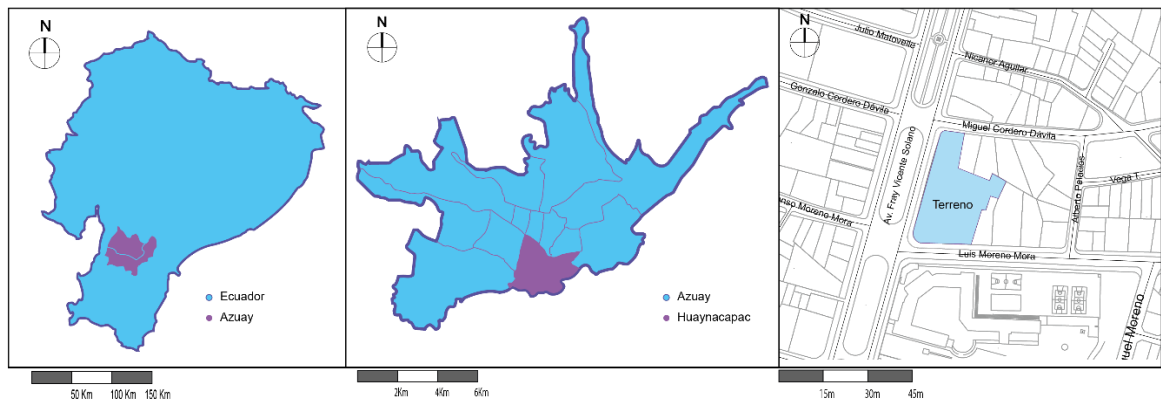 N
Ecuador
Azuay
50 Km 100 Km 150 Km
N
Azuay
Huaynacapac
2Km 4Km 6Km
N
Julio Matovelle
Nicanor Aguilar
Gonzalo Cordero Dávila
Miguel Cordero Dávila
Av. Fray Vicente Solano
Alberto Palacios
Vega T.
Terreno
onso Moreno Mora
Luis Moreno Mora
guel Moreno
15m 30m 45m